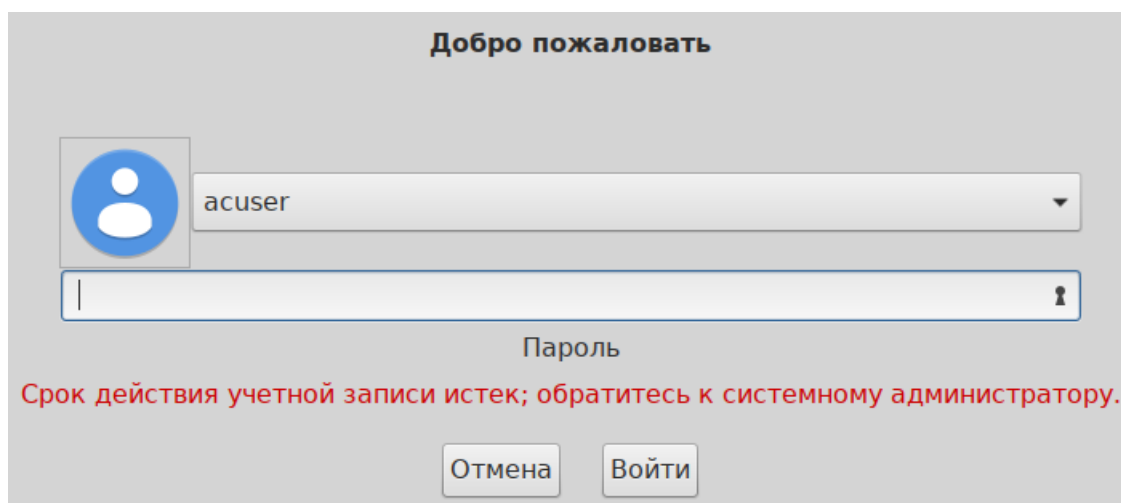 Добро пожаловать
acuser
Пароль
Срок действия учетной записи истек; обратитесь к системному администратору.
Отмена Войти